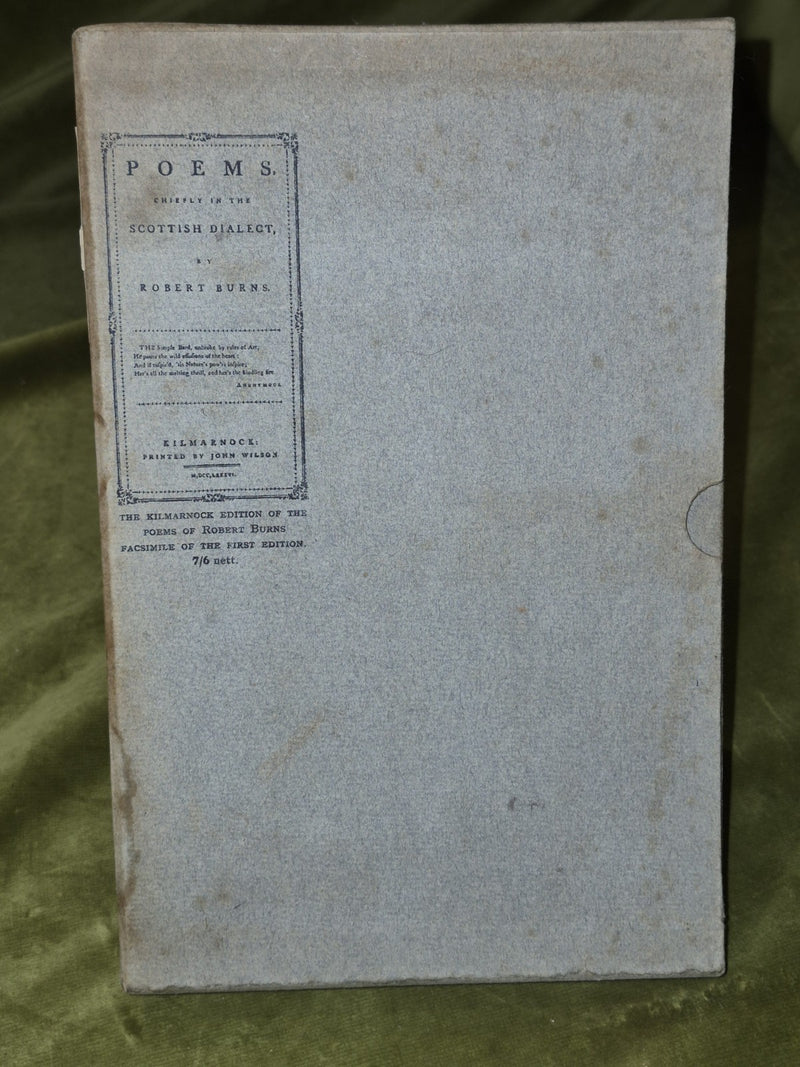 POEMS,
CHIEFLY IN THE
SCOTTISH DIALECT,
BY
ROBERT BURNS.
THE Simple Bard, unbroke by rules of Art,
He pours the wild effusions of the heart:
And if inspir'd, 'tis Nature's pow'rs inspire;
Her's all the melting thrill, and her's the kindling fire.
ANONYMOUS.
KILMARNOCK:
PRINTED BY JOHN WILSON
M,DCC,LXXXVI.
THE KILMARNOCK EDITION OF THE
POEMS OF ROBERT BURNS
FACSIMILE OF THE FIRST EDITION.
7/6 nett.